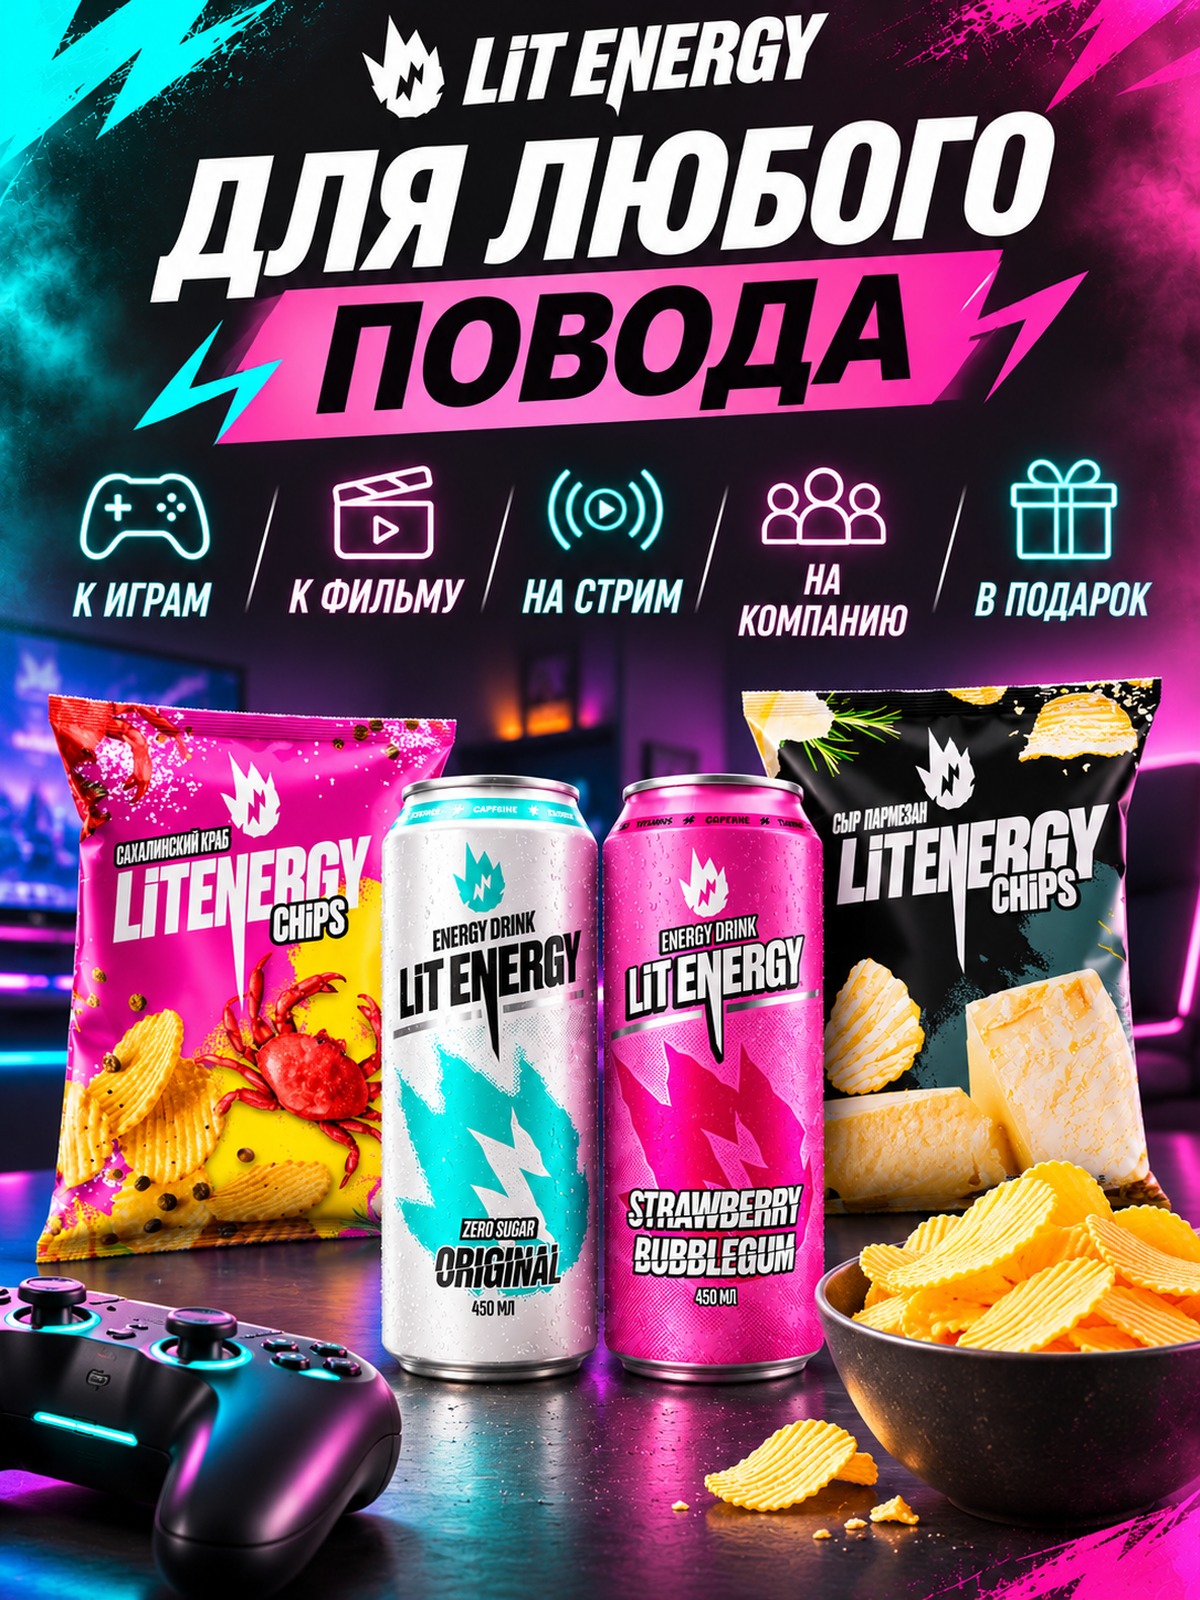 LiT ENERGY
ДЛЯ ЛЮБОГО
ПОВОДА
К ИГРАМ
К ФИЛЬМУ
НА СТРИМ
НА
КОМПАНИЮ
В ПОДАРОК
САХАЛИНСКИЙ КРАБ
LiTENERGY
CHiPS
ENERGY DRINK
LiT ENERGY
ZERO SUGAR
ORIGINAL
450 МЛ
ENERGY DRINK
LiT ENERGY
STRAWBERRY
BUBBLEGUM
450 МЛ
СЫР ПАРМЕЗАН
LiTENERGY
CHiPS